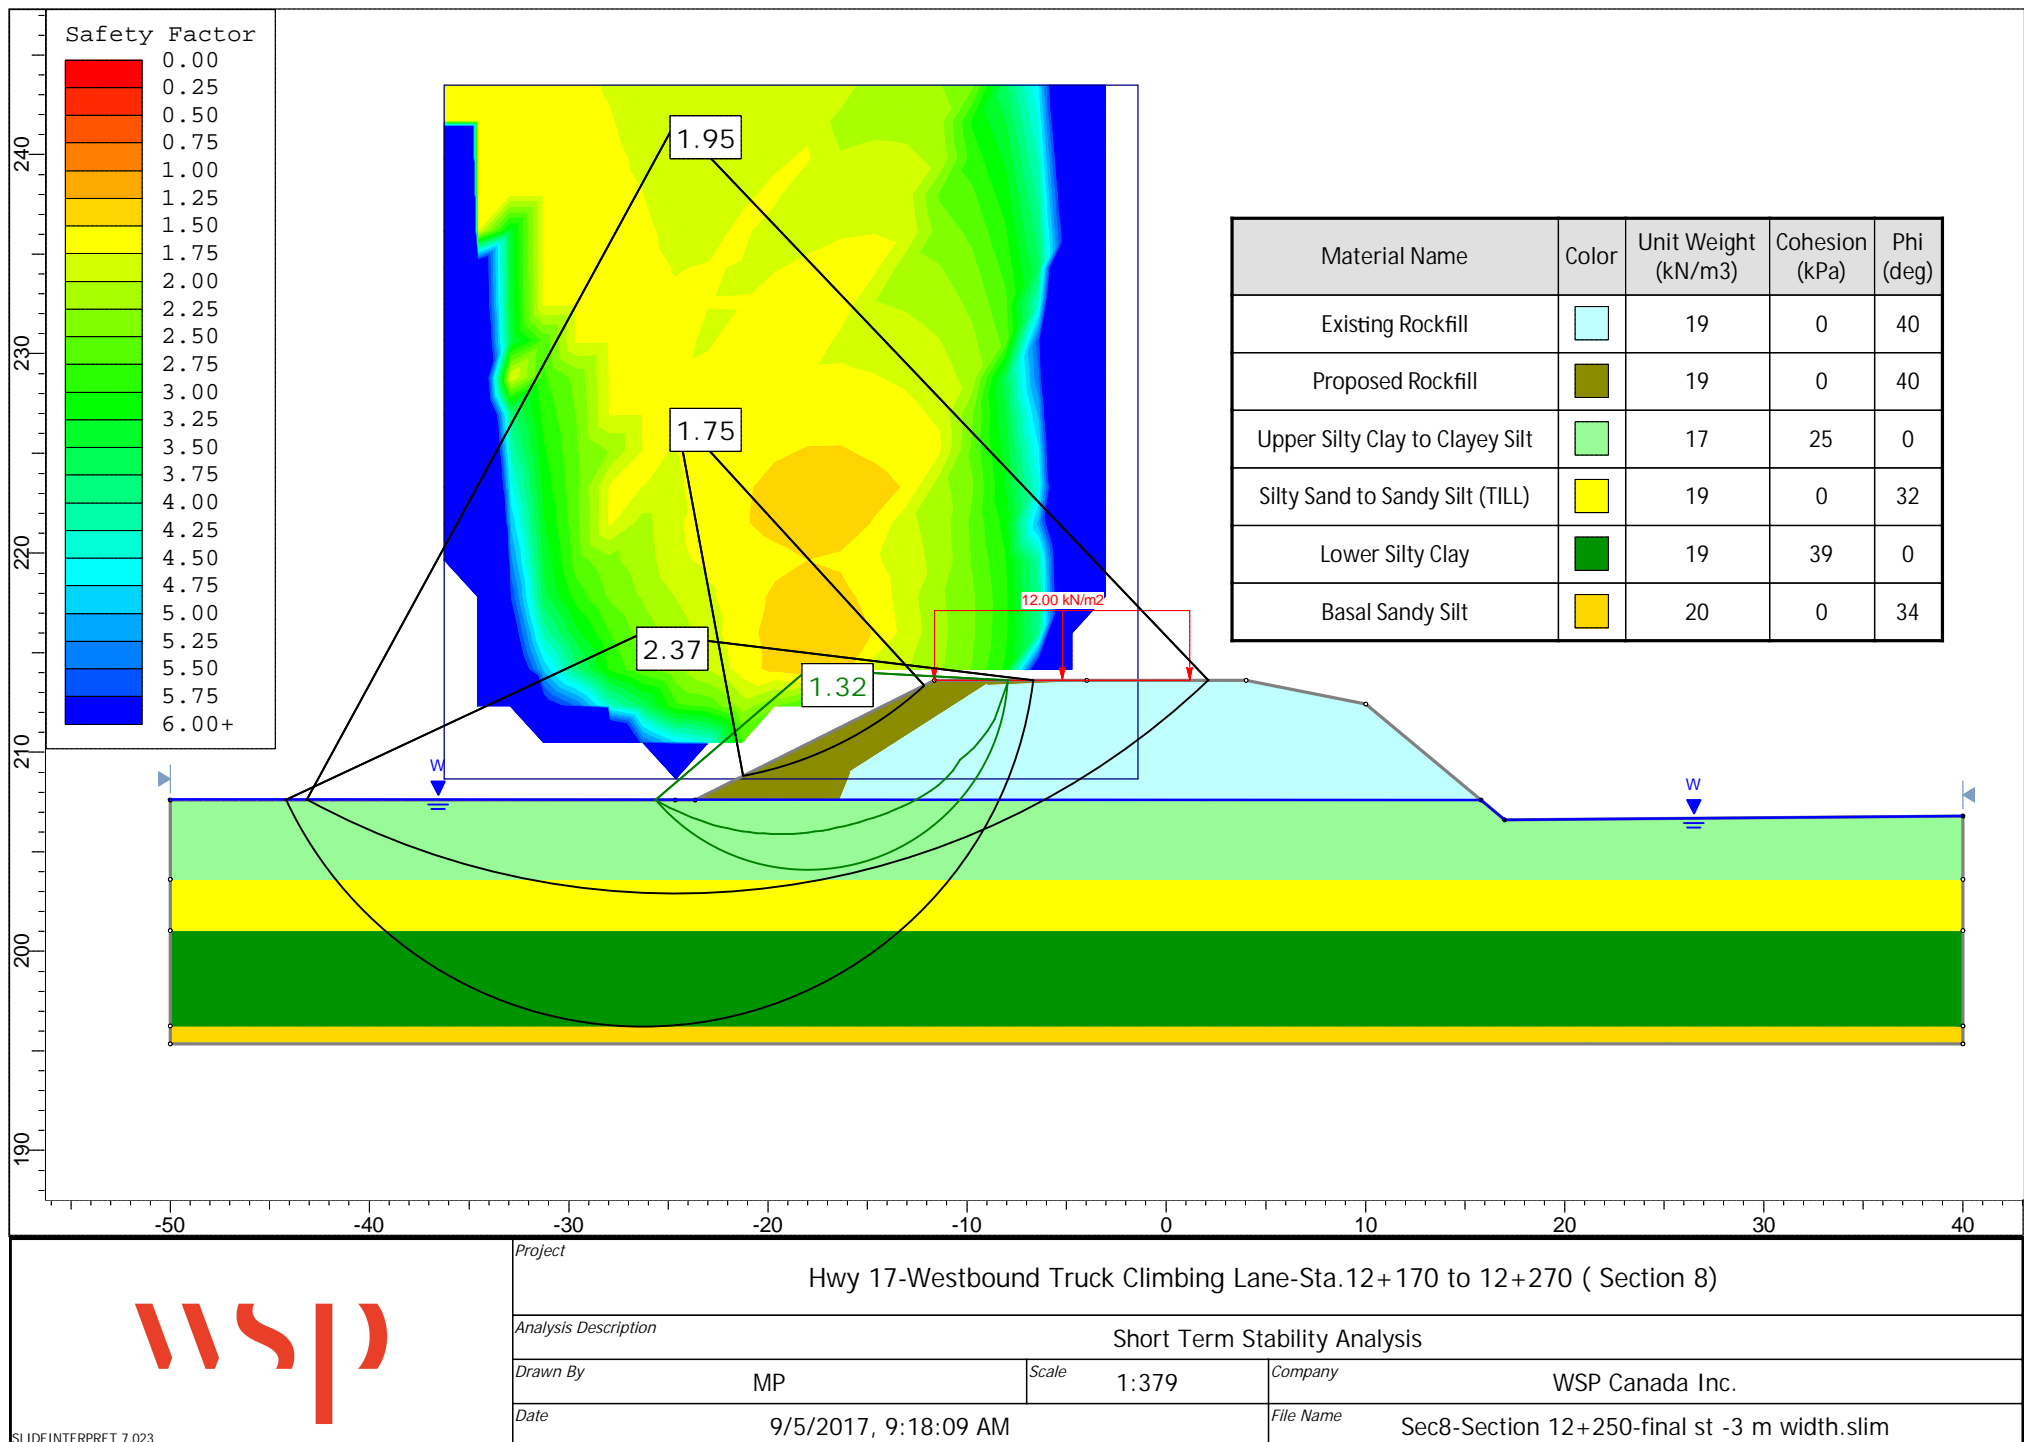 Safety Factor
0.00
0.25
0.50
0.75
1.00
1.25
1.50
1.75
2.00
2.25
2.50
2.75
3.00
3.25
3.50
3.75
4.00
4.25
4.50
4.75
5.00
5.25
5.50
5.75
6.00+
240
230
220
210
200
190
1.95
1.75
2.37
1.32
12.00 kN/m2
W
W
Material Name Color Unit Weight (kN/m3) Cohesion (kPa) Phi (deg)
Existing Rockfill 19 0 40
Proposed Rockfill 19 0 40
Upper Silty Clay to Clayey Silt 17 25 0
Silty Sand to Sandy Silt (TILL) 19 0 32
Lower Silty Clay 19 39 0
Basal Sandy Silt 20 0 34
-50 -40 -30 -20 -10 0 10 20 30 40
wsp
SLIDEINTERPRET 7.023
Project
Hwy 17-Westbound Truck Climbing Lane-Sta.12+170 to 12+270 ( Section 8)
Analysis Description
Short Term Stability Analysis
Drawn By MP Scale 1:379 Company WSP Canada Inc.
Date 9/5/2017, 9:18:09 AM File Name Sec8-Section 12+250-final st -3 m width.slim